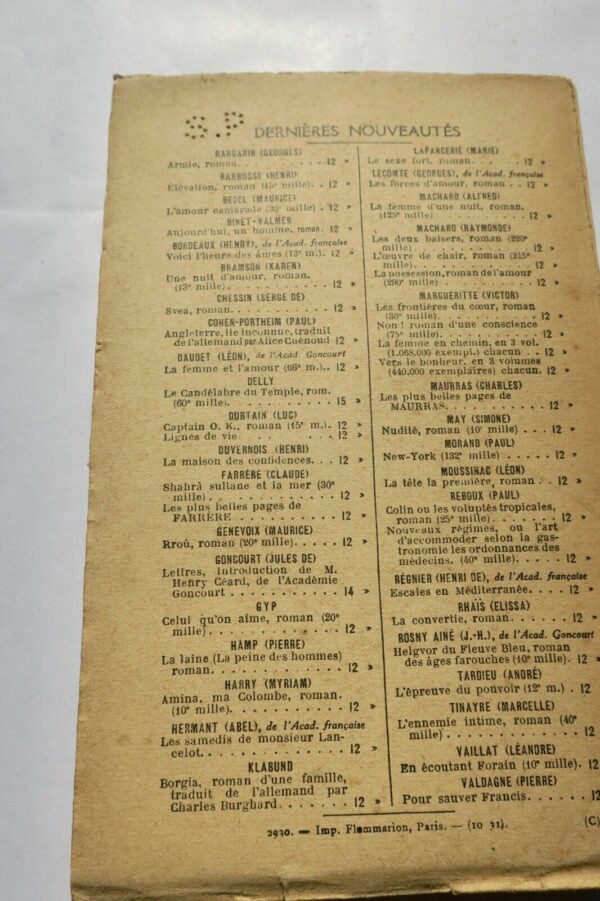 S.P
DERNIÈRES NOUVEAUTÉS
BARBARIN (GEORGES)
Armie, roman. . . . . . . . . . 12 »
BARBUSSE (HENRI)
Élévation, roman (15e mille). . 12 »
BEDEL (MAURICE)
L'amour camarade (30e mille) . 12 »
BINET-VALMER
Aujourd'hui, un homme, roman. 12 »
BORDEAUX (HENRY), de l'Acad. française
Voici l'heure des âmes (13e m.). . 12 »
BRAMSON (KAREN)
Une nuit d'amour, roman.
(13e mille). . . . . . . . . . . 12 »
CHESSIN (SERGE DE)
Svea, roman. . . . . . . . . . . 12 »
COHEN-PORTHEIM (PAUL)
Angleterre, île inconnue, traduit
de l'allemand par Alice Cuénoud 12 »
DAUDET (LÉON), de l'Acad. Goncourt
La femme et l'amour (66e m.).. 12 »
DELLY
Le Candélabre du Temple, rom.
(60e mille). . . . . . . . . . . 15 »
DURTAIN (LUC)
Captain O. K., roman (15e m.). 12 »
Lignes de vie. . . . . . . . . . 12 »
DUVERNOIS (HENRI)
La maison des confidences. . . 12 »
FARRÈRE (CLAUDE)
Shahrâ sultane et la mer (30e
mille) . . . . . . . . . . . . . 12 »
Les plus belles pages de
FARRÈRE . . . . . . . . . . . 12 »
GENEVOIX (MAURICE)
Rroû, roman (20e mille). . . . . 12 »
GONCOURT (JULES DE)
Lettres, Introduction de M.
Henry Céard, de l'Académie
Goncourt . . . . . . . . . . . 14 »
GYP
Celui qu'on aime, roman (20e
mille). . . . . . . . . . . . . . 12 »
HAMP (PIERRE)
La laine (La peine des hommes)
roman. . . . . . . . . . . . . . 12 »
HARRY (MYRIAM)
Amina, ma Colombe, roman.
(10e mille). . . . . . . . . . . 12 »
HERMANT (ABEL), de l'Acad. française
Les samedis de monsieur Lan-
celot. . . . . . . . . . . . . . 12 »
KLABUND
Borgia, roman d'une famille,
traduit de l'allemand par
Charles Burghard. . . . . . . 12 »
LAPARCERIE (MARIE)
Le sexe fort, roman. . . . . . 12 »
LECOMTE (GEORGES), de l'Acad. française
Les forces d'amour, roman . . 12 »
MACHARD (ALFRED)
La femme d'une nuit, roman.
(125e mille) . . . . . . . . . . 12 »
MACHARD (RAYMONDE)
Les deux baisers, roman (220e
mille). . . . . . . . . . . . . . 12 »
L'œuvre de chair, roman (215e
mille). . . . . . . . . . . . . . 12 »
La possession, roman de l'amour
(290e mille) . . . . . . . . . . 12 »
MARGUERITTE (VICTOR)
Les frontières du cœur, roman
(30e mille) . . . . . . . . . . . 12 »
Non ! roman d'une conscience
(75e mille). . . . . . . . . . . 12 »
La femme en chemin, en 3 vol.
(1.068.000 exempl.) chacun . . 12 »
Vers le bonheur, en 3 volumes
(440.000 exemplaires) chacun. 12 »
MAURRAS (CHARLES)
Les plus belles pages de
MAURRAS. . . . . . . . . . . 12 »
MAY (SIMONE)
Nudité, roman (10e mille) . . . 12 »
MORAND (PAUL)
New-York (132e mille) . . . . . 12 »
MOUSSINAC (LÉON)
La tête la première, roman. . . 12 »
REBOUX (PAUL)
Colin ou les voluptés tropicales,
roman (25e mille). . . . . . . 12 »
Nouveaux régimes, ou l'art
d'accommoder selon la gas-
tronomie les ordonnances des
médecins. (40e mille). . . . . 12 »
RÉGNIER (HENRI DE), de l'Acad. française
Escales en Méditerranée. . . . 12 »
RHAÏS (ELISSA)
La convertie, roman. . . . . . 12 »
ROSNY AINÉ (J.-H.), de l'Acad. Goncourt
Helgvor du Fleuve Bleu, roman
des âges farouches (10e mille). 12 »
TARDIEU (ANDRÉ)
L'épreuve du pouvoir (12e m.) . 12
TINAYRE (MARCELLE)
L'ennemie intime, roman (40e
mille) . . . . . . . . . . . . . 12
VAILLAT (LÉANDRE)
En écoutant Forain (10e mille). 12
VALDAGNE (PIERRE)
Pour sauver Francis. . . . . . 12
2930. — Imp. Flammarion, Paris. — (10 31).
(C)